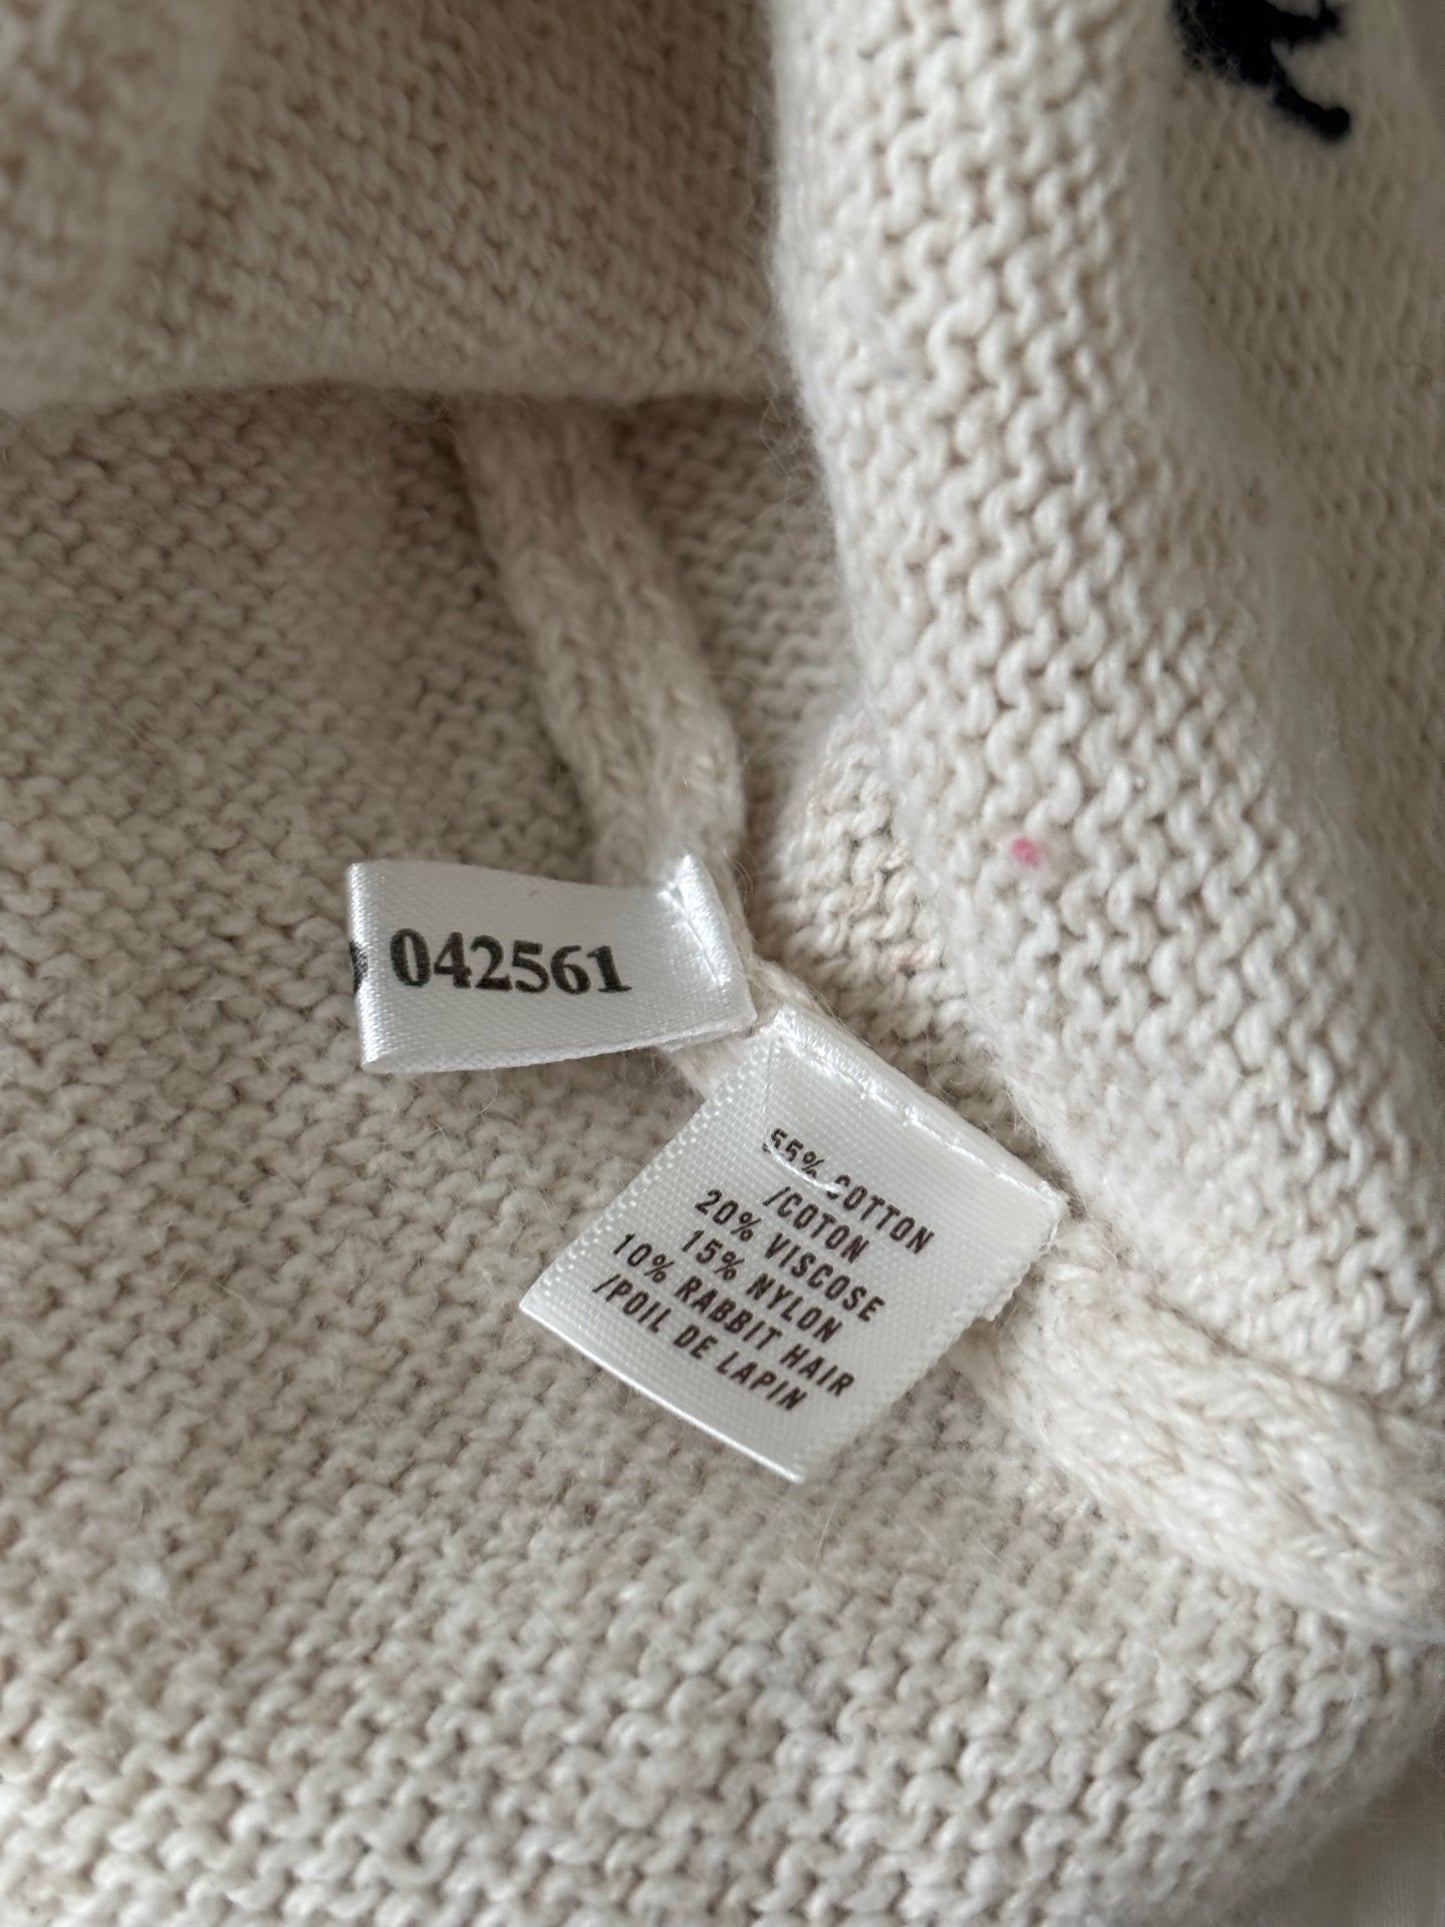 042561
55% COTTON
/COTON
20% VISCOSE
15% NYLON
10% RABBIT HAIR
/POIL DE LAPIN